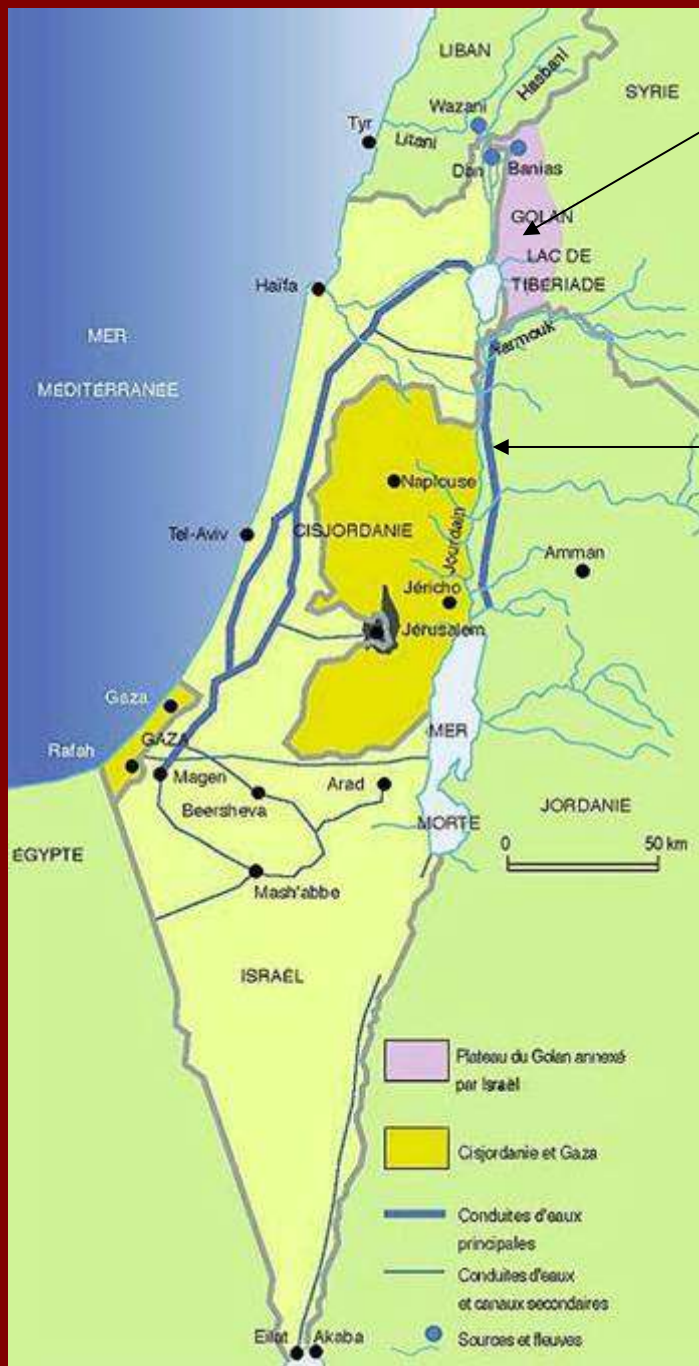 LIBAN
Hasbani
SYRIE
Wazani
Tyr
Litani
Dan
Banias
GOLAN
LAC DE
TIBERIADE
Haïfa
Yarmouk
MER
MÉDITERRANÉE
Naplouse
Tel-Aviv
CISJORDANIE
Jourdain
Amman
Jéricho
Jérusalem
Gaza
GAZA
MER
Rafah
Magen
Arad
Beersheva
MORTE
JORDANIE
0 50 km
ÉGYPTE
Mash'abbe
ISRAËL
Plateau du Golan annexé
par Israël
Cisjordanie et Gaza
Conduites d'eaux
principales
Conduites d'eaux
et canaux secondaires
Eilat
Akaba
Sources et fleuves